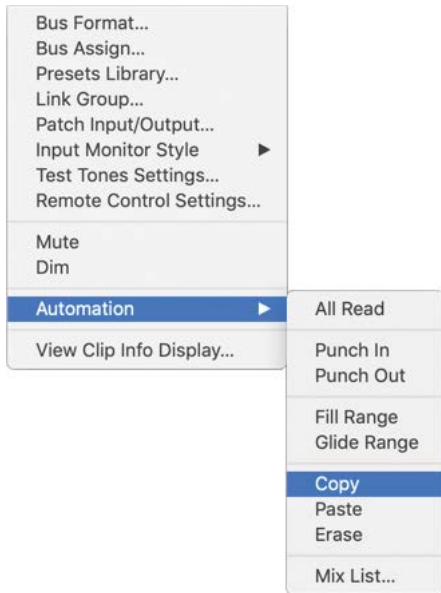 Bus Format...
Bus Assign...
Presets Library...
Link Group...
Patch Input/Output...
Input Monitor Style
Test Tones Settings...
Remote Control Settings...
Mute
Dim
Automation
View Clip Info Display...
All Read
Punch In
Punch Out
Fill Range
Glide Range
Copy
Paste
Erase
Mix List...